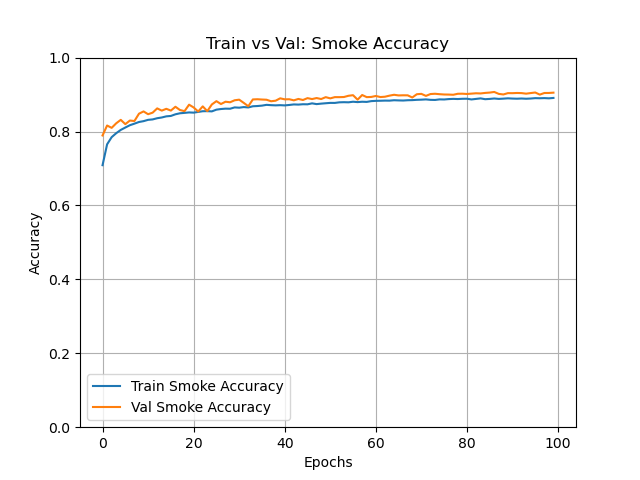 Train vs Val: Smoke Accuracy
1.0
0.8
0.6
0.4
0.2
0.0
Accuracy
Train Smoke Accuracy
Val Smoke Accuracy
0 20 40 60 80 100
Epochs